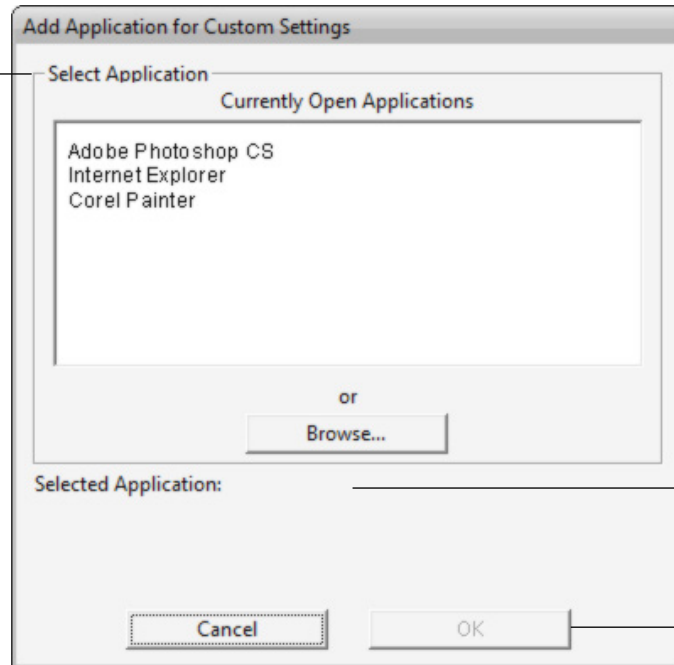 Add Application for Custom Settings
Select Application
Currently Open Applications
Adobe Photoshop CS
Internet Explorer
Corel Painter
or
Browse...
Selected Application:
Cancel
OK